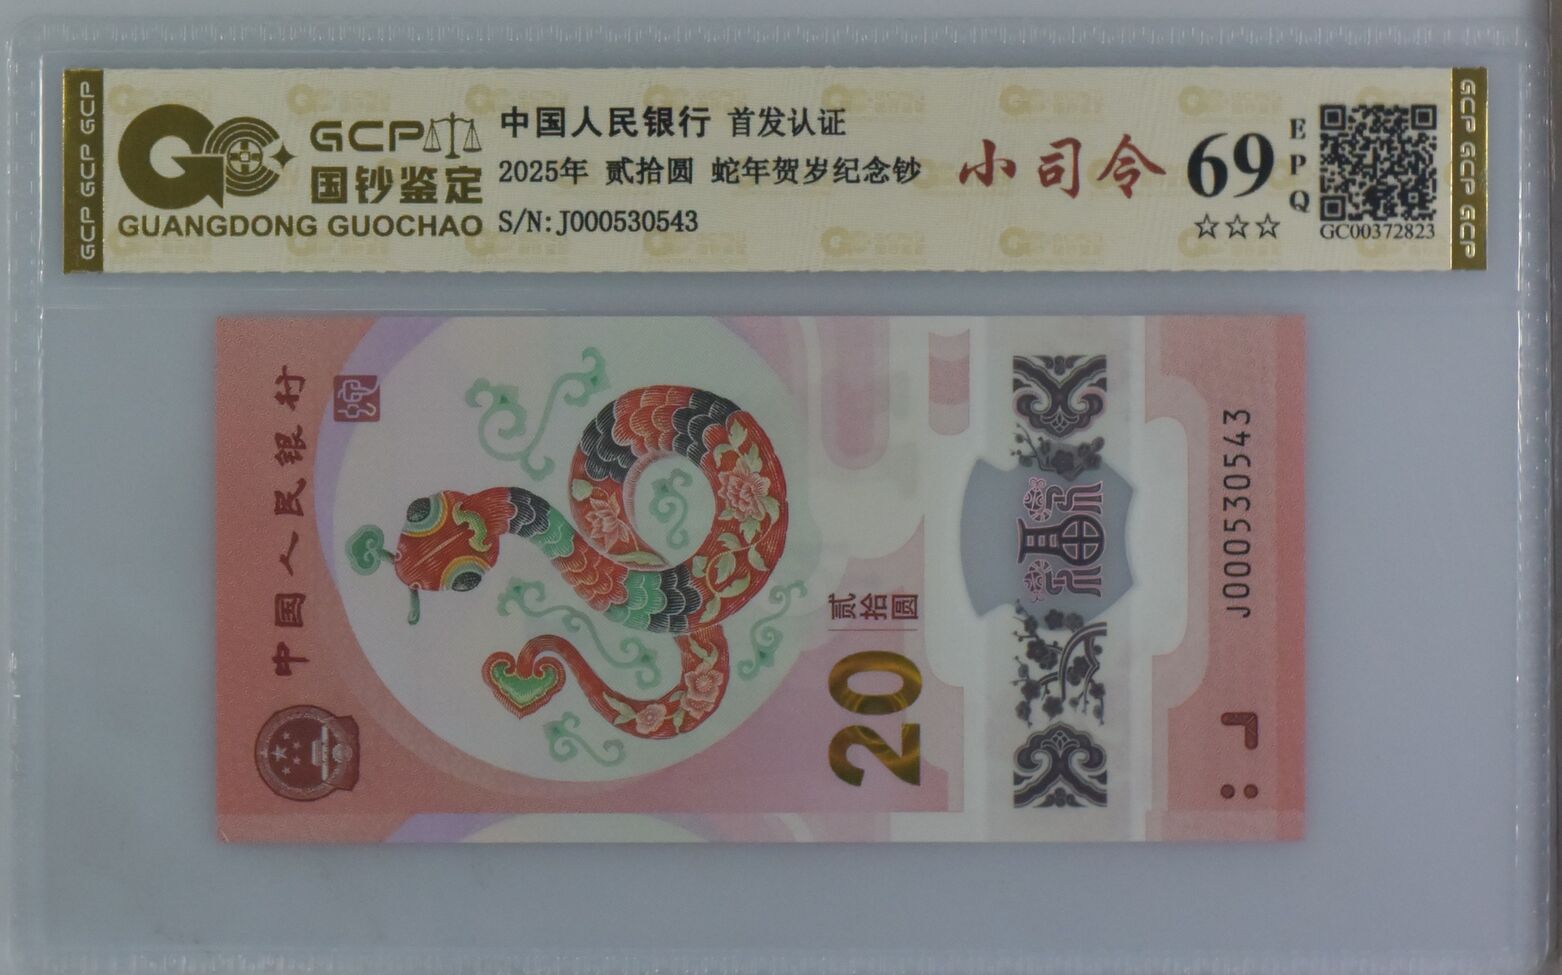 GCP GCP GCP
GCP
国钞鉴定
GUANGDONG GUOCHAO
中国人民银行 首发认证
2025年 贰拾圆 蛇年贺岁纪念钞
S/N:J000530543
小司令
69
EPQ
☆☆☆
GC00372823
GCP GCP GCP
中国人民银行
贰拾圆
20
福
J000530543